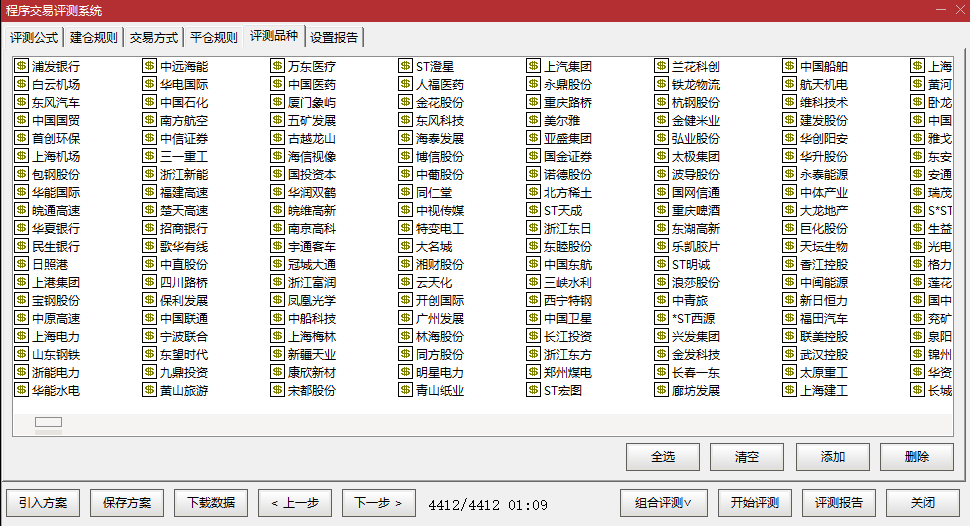 程序交易评测系统
评测公式 建仓规则 交易方式 平仓规则 评测品种 设置报告
浦发银行 中远海能 万东医疗 ST澄星 上汽集团 兰花科创 中国船舶 上海
白云机场 华电国际 中国医药 人福医药 永鼎股份 铁龙物流 航天机电 黄河
东风汽车 中国石化 厦门象屿 金花股份 重庆路桥 杭钢股份 维科技术 卧龙
中国国贸 南方航空 五矿发展 东风科技 美尔雅 金健米业 建发股份 中国
首创环保 中信证券 古越龙山 海泰发展 亚盛集团 弘业股份 华创阳安 雅戈
上海机场 三一重工 海信视像 博信股份 国金证券 太极集团 华升股份 东安
包钢股份 浙江新能 国投资本 中葡股份 诺德股份 波导股份 永泰能源 安通
华能国际 福建高速 华润双鹤 同仁堂 北方稀土 国网信通 中体产业 瑞茂
皖通高速 楚天高速 皖维高新 中视传媒 ST天成 重庆啤酒 大龙地产 S*ST
华夏银行 招商银行 南京高科 特变电工 浙江东日 东湖高新 巨化股份 生益
民生银行 歌华有线 宇通客车 大名城 东睦股份 乐凯胶片 天坛生物 光电
日照港 中直股份 冠城大通 湘财股份 中国东航 ST明诚 香江控股 格力
上港集团 四川路桥 浙江富润 云天化 三峡水利 浪莎股份 中闽能源 莲花
宝钢股份 保利发展 凤凰光学 开创国际 西宁特钢 中青旅 新日恒力 国中
中原高速 中国联通 中船科技 广州发展 中国卫星 *ST西源 福田汽车 兖矿
上海电力 宁波联合 上海梅林 林海股份 长江投资 兴发集团 联美控股 泉阳
山东钢铁 东望时代 新疆天业 同方股份 浙江东方 金发科技 武汉控股 锦州
浙能电力 九鼎投资 康欣新材 明星电力 郑州煤电 长春一东 太原重工 华资
华能水电 黄山旅游 宋都股份 青山纸业 ST宏图 廊坊发展 上海建工 长城
全选 清空 添加 删除
引入方案 保存方案 下载数据 < 上一步 下一步 > 4412/4412 01:09 组合评测∨ 开始评测 评测报告 关闭